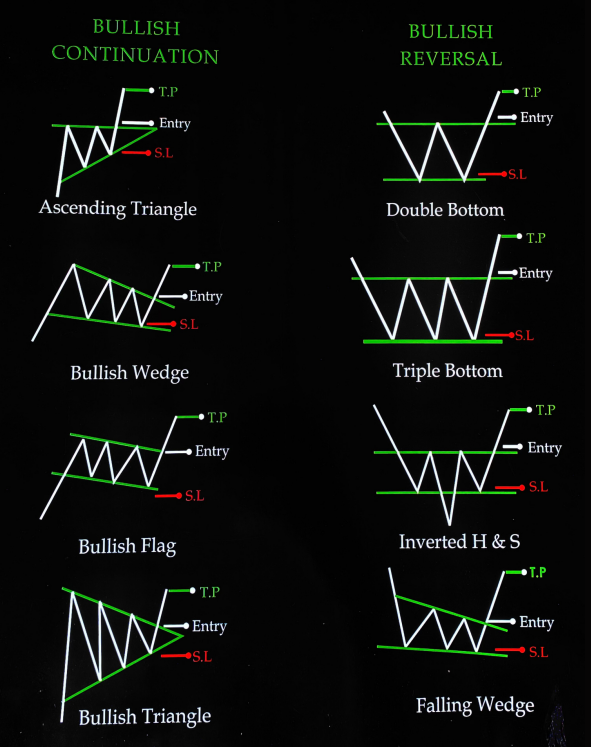 BULLISH
CONTINUATION
T.P
Entry
S.L
Ascending Triangle
T.P
Entry
S.L
Bullish Wedge
T.P
Entry
S.L
Bullish Flag
T.P
Entry
S.L
Bullish Triangle
BULLISH
REVERSAL
T.P
Entry
S.L
Double Bottom
T.P
Entry
S.L
Triple Bottom
T.P
Entry
S.L
Inverted H & S
T.P
Entry
S.L
Falling Wedge